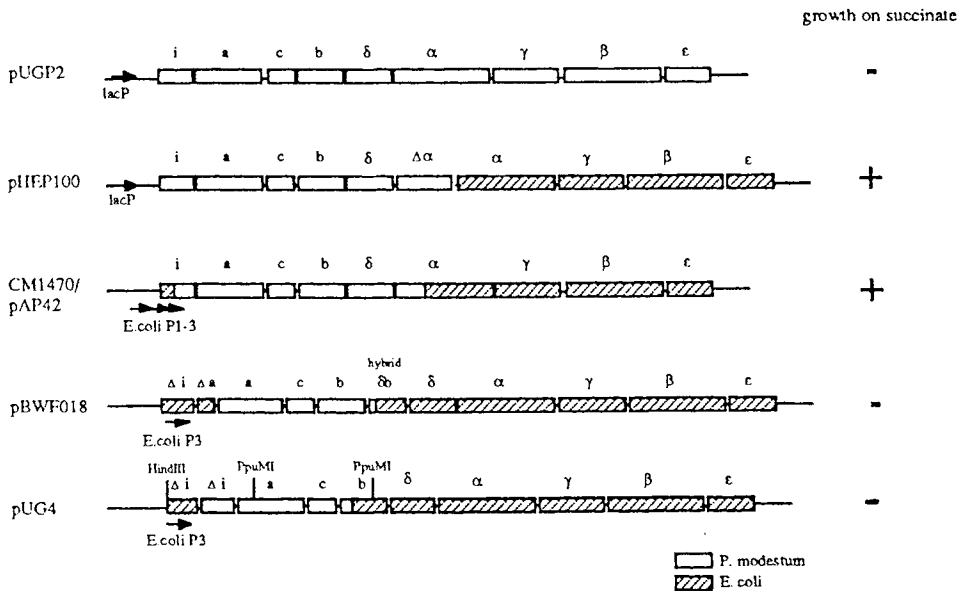 growth on succinate
i a c b δ α γ β ε
pUGP2
-
lacP
i a c b δ Δα α γ β ε
pHEP100
+
lacP
i a c b δ α γ β ε
CM1470/
pAP42
+
E.coli P1-3
hybrid
Δ i Δ a a c b δb δ α γ β ε
pBWF018
-
E.coli P3
HindIII PpuMI PpuMI
Δ i Δ i a c b δ α γ β ε
pUG4
-
E.coli P3
P. modestum
E. coli